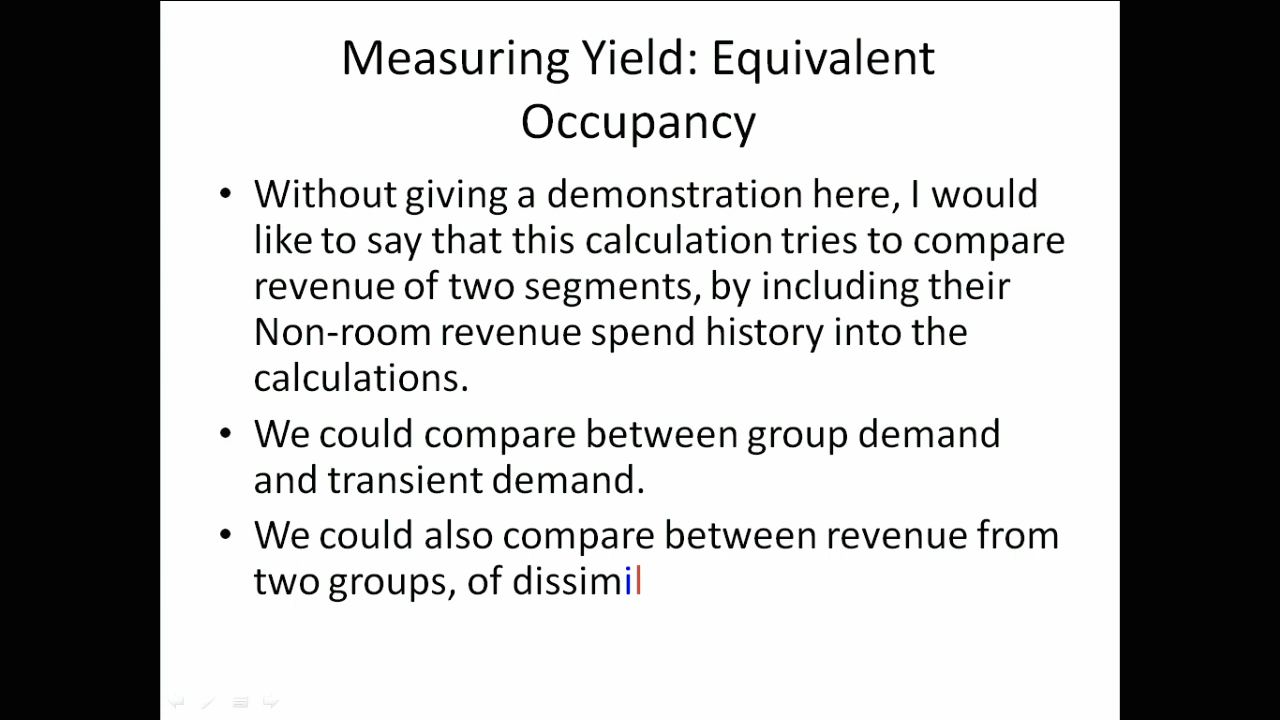 Measuring Yield: Equivalent
Occupancy
• Without giving a demonstration here, I would
like to say that this calculation tries to compare
revenue of two segments, by including their
Non-room revenue spend history into the
calculations.
• We could compare between group demand
and transient demand.
• We could also compare between revenue from
two groups, of dissimil